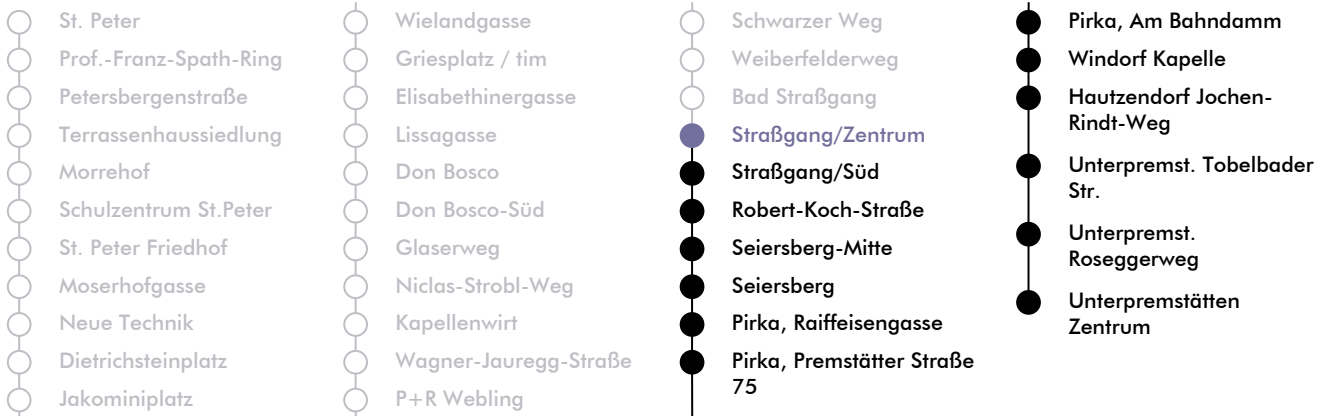 St. Peter
Prof.-Franz-Spath-Ring
Petersbergenstraße
Terrassenhaussiedlung
Morrehof
Schulzentrum St.Peter
St. Peter Friedhof
Moserhofgasse
Neue Technik
Dietrichsteinplatz
Jakominiplatz
Wielandgasse
Griesplatz / tim
Elisabethinergasse
Lissagasse
Don Bosco
Don Bosco-Süd
Glaserweg
Niclas-Strobl-Weg
Kapellenwirt
Wagner-Jauregg-Straße
P+R Webling
Schwarzer Weg
Weiberfelderweg
Bad Straßgang
Straßgang/Zentrum
Straßgang/Süd
Robert-Koch-Straße
Seiersberg-Mitte
Seiersberg
Pirka, Raiffeisengasse
Pirka, Premstätter Straße
75
Pirka, Am Bahndamm
Windorf Kapelle
Hautzendorf Jochen-
Rindt-Weg
Unterpremst. Tobelbader
Str.
Unterpremst.
Roseggerweg
Unterpremstätten
Zentrum